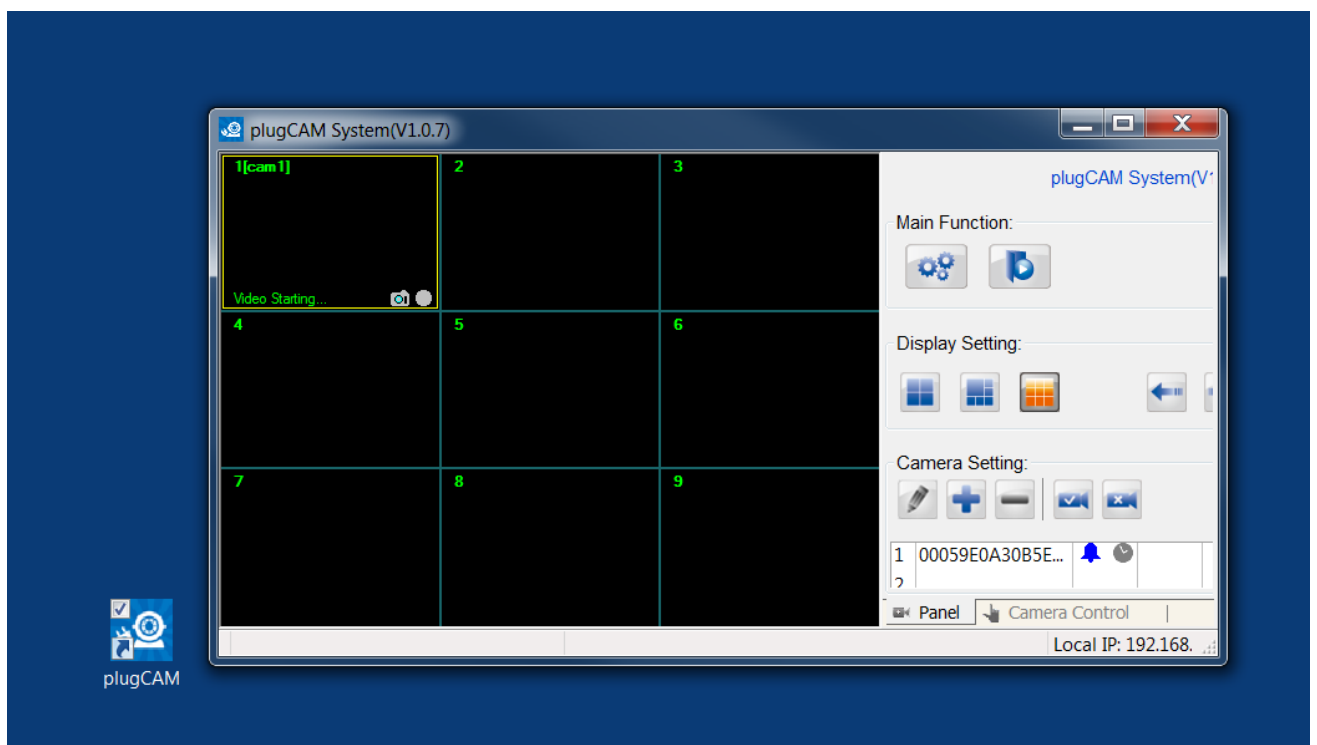 plugCAM System(V1.0.7)
1[cam1]
2
3
Video Starting...
4
5
6
7
8
9
plugCAM System(V1
Main Function:
Display Setting:
Camera Setting:
1 00059E0A30B5E...
2
Panel
Camera Control
Local IP: 192.168.
plugCAM